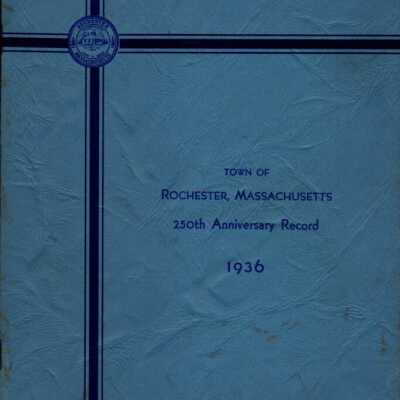 TOWN OF
ROCHESTER, MASSACHUSETTS
250th Anniversary Record
1936